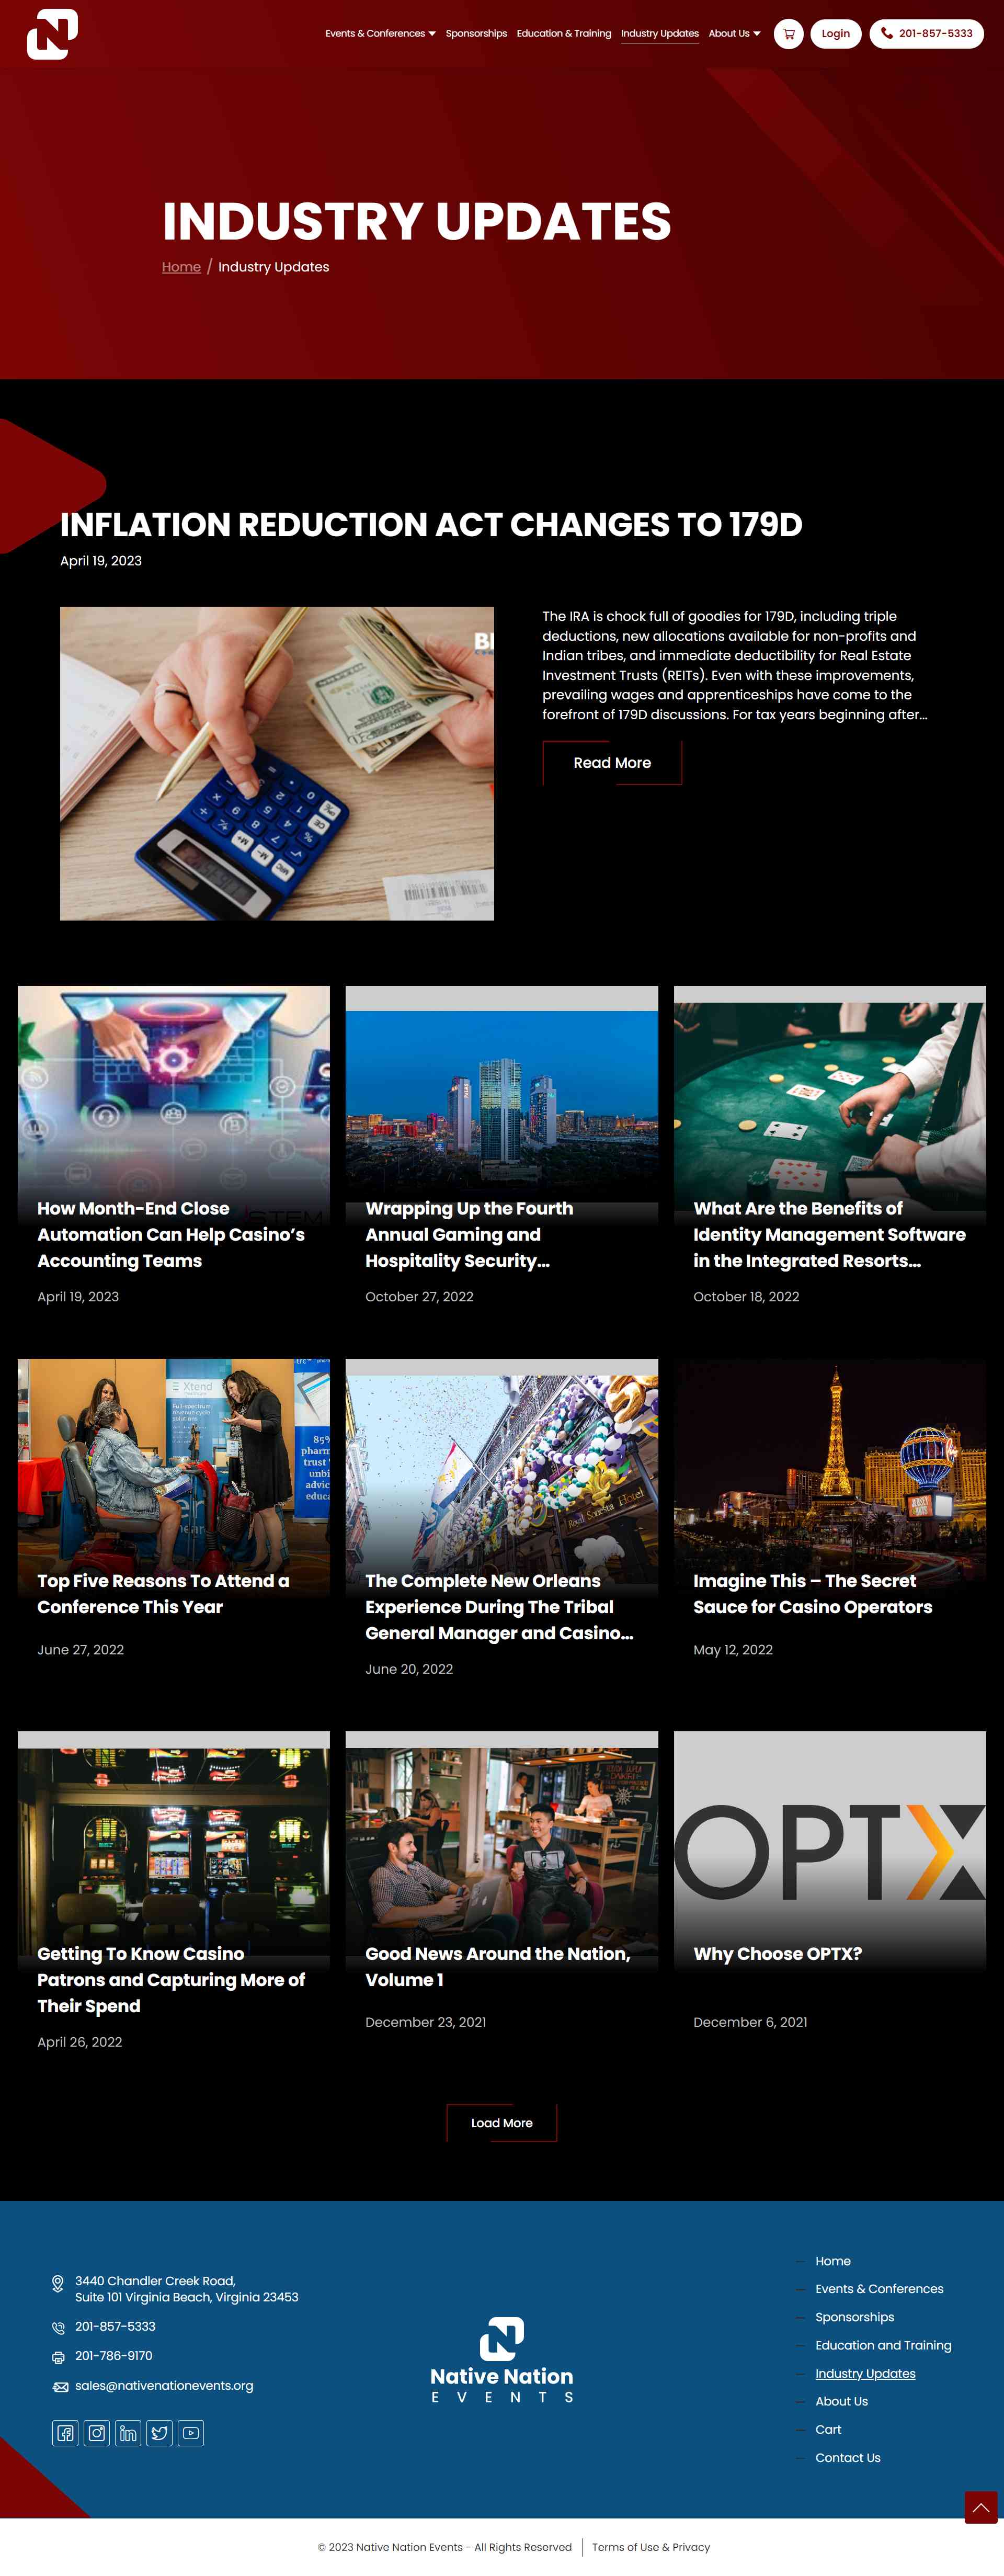 Events & Conferences Sponsorships Education & Training Industry Updates About Us Login 201-857-5333
INDUSTRY UPDATES
Home / Industry Updates
INFLATION REDUCTION ACT CHANGES TO 179D
April 19, 2023
The IRA is chock full of goodies for 179D, including triple
deductions, new allocations available for non-profits and
Indian tribes, and immediate deductibility for Real Estate
Investment Trusts (REITs). Even with these improvements,
prevailing wages and apprenticeships have come to the
forefront of 179D discussions. For tax years beginning after...
Read More
How Month-End Close
Automation Can Help Casino’s
Accounting Teams
April 19, 2023
Wrapping Up the Fourth
Annual Gaming and
Hospitality Security...
October 27, 2022
What Are the Benefits of
Identity Management Software
in the Integrated Resorts...
October 18, 2022
Xtend
85%
pharm
trust
unbi
advic
educa
Top Five Reasons To Attend a
Conference This Year
June 27, 2022
Royal Sonesta Hotel
The Complete New Orleans
Experience During The Tribal
General Manager and Casino...
June 20, 2022
Imagine This – The Secret
Sauce for Casino Operators
May 12, 2022
Getting To Know Casino
Patrons and Capturing More of
Their Spend
April 26, 2022
Good News Around the Nation,
Volume 1
December 23, 2021
OPTX
Why Choose OPTX?
December 6, 2021
Load More
3440 Chandler Creek Road,
Suite 101 Virginia Beach, Virginia 23453
201-857-5333
201-786-9170
sales@nativenationevents.org
Native Nation
EVENTS
Home
Events & Conferences
Sponsorships
Education and Training
Industry Updates
About Us
Cart
Contact Us
© 2023 Native Nation Events - All Rights Reserved
Terms of Use & Privacy